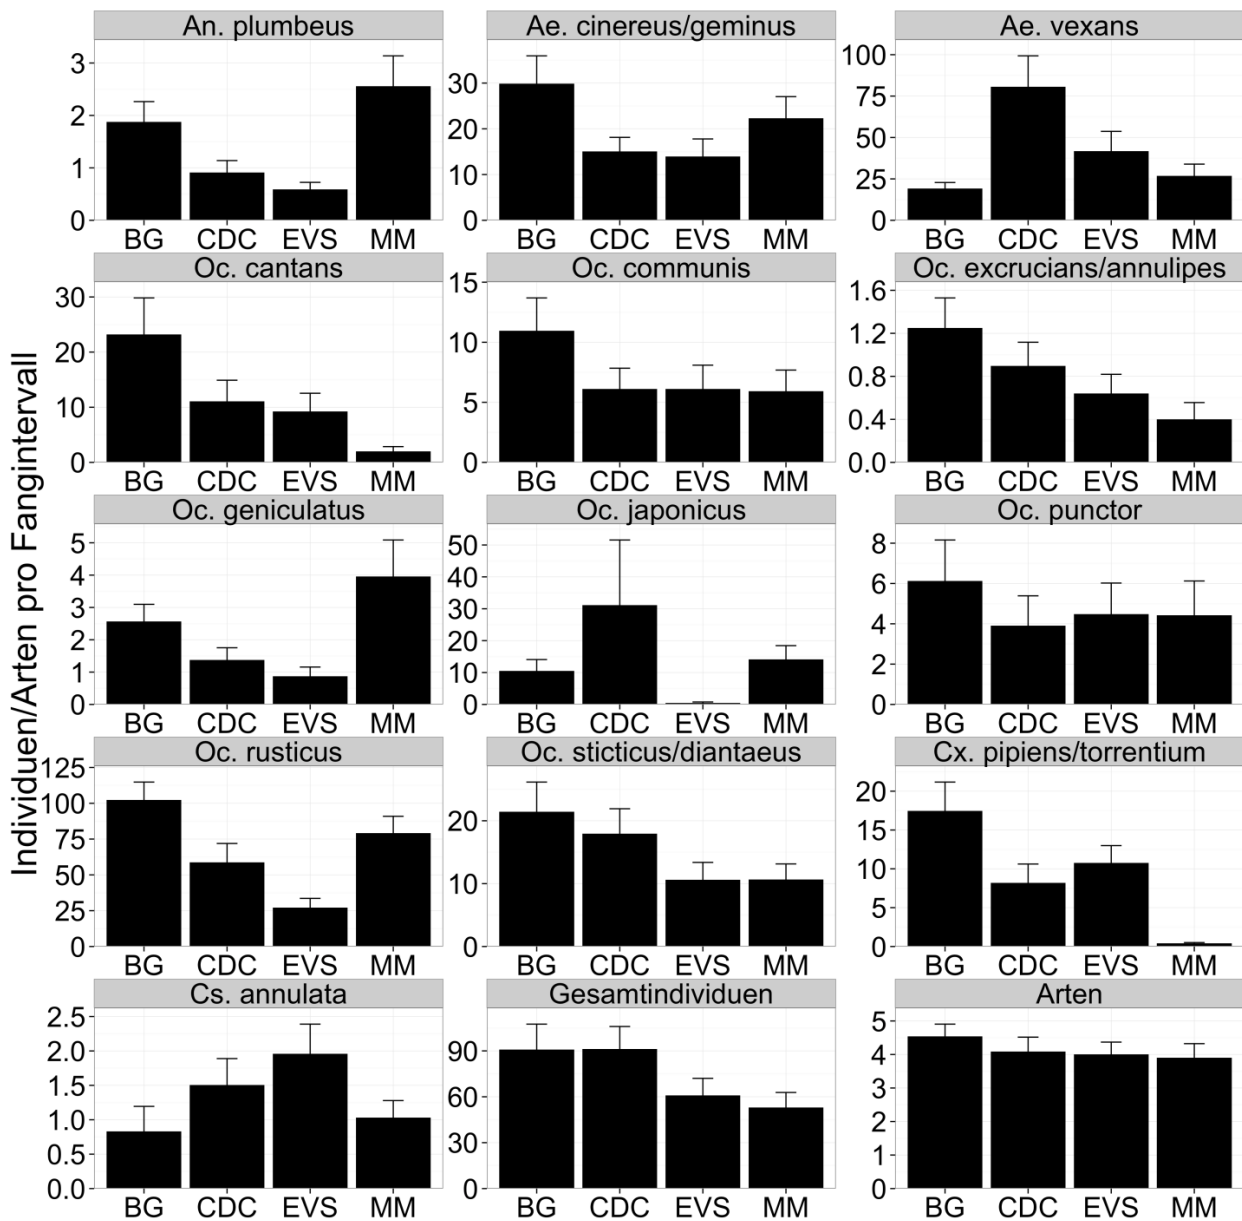 Individuen/Arten pro Fangintervall
An. plumbeus
3
2
1
0
BG CDC EVS MM
Ae. cinereus/geminus
30
20
10
0
BG CDC EVS MM
Ae. vexans
100
75
50
25
0
BG CDC EVS MM
Oc. cantans
30
20
10
0
BG CDC EVS MM
Oc. communis
15
10
5
0
BG CDC EVS MM
Oc. excrucians/annulipes
1.6
1.2
0.8
0.4
0.0
BG CDC EVS MM
Oc. geniculatus
5
4
3
2
1
0
BG CDC EVS MM
Oc. japonicus
50
40
30
20
10
0
BG CDC EVS MM
Oc. punctor
8
6
4
2
0
BG CDC EVS MM
Oc. rusticus
125
100
75
50
25
0
BG CDC EVS MM
Oc. sticticus/diantaeus
20
10
0
BG CDC EVS MM
Cx. pipiens/torrentium
20
15
10
5
0
BG CDC EVS MM
Cs. annulata
2.5
2.0
1.5
1.0
0.5
0.0
BG CDC EVS MM
Gesamtindividuen
90
60
30
0
BG CDC EVS MM
Arten
5
4
3
2
1
0
BG CDC EVS MM